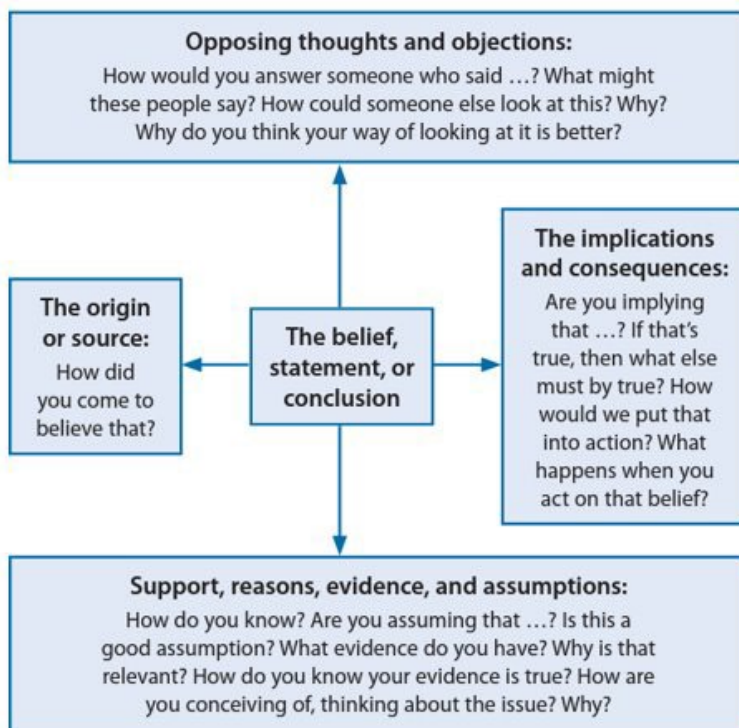 Opposing thoughts and objections:
How would you answer someone who said …? What might
these people say? How could someone else look at this? Why?
Why do you think your way of looking at it is better?
The origin
or source:
How did
you come to
believe that?
The belief,
statement, or
conclusion
The implications
and consequences:
Are you implying
that …? If that's
true, then what else
must by true? How
would we put that
into action? What
happens when you
act on that belief?
Support, reasons, evidence, and assumptions:
How do you know? Are you assuming that …? Is this a
good assumption? What evidence do you have? Why is that
relevant? How do you know your evidence is true? How are
you conceiving of, thinking about the issue? Why?